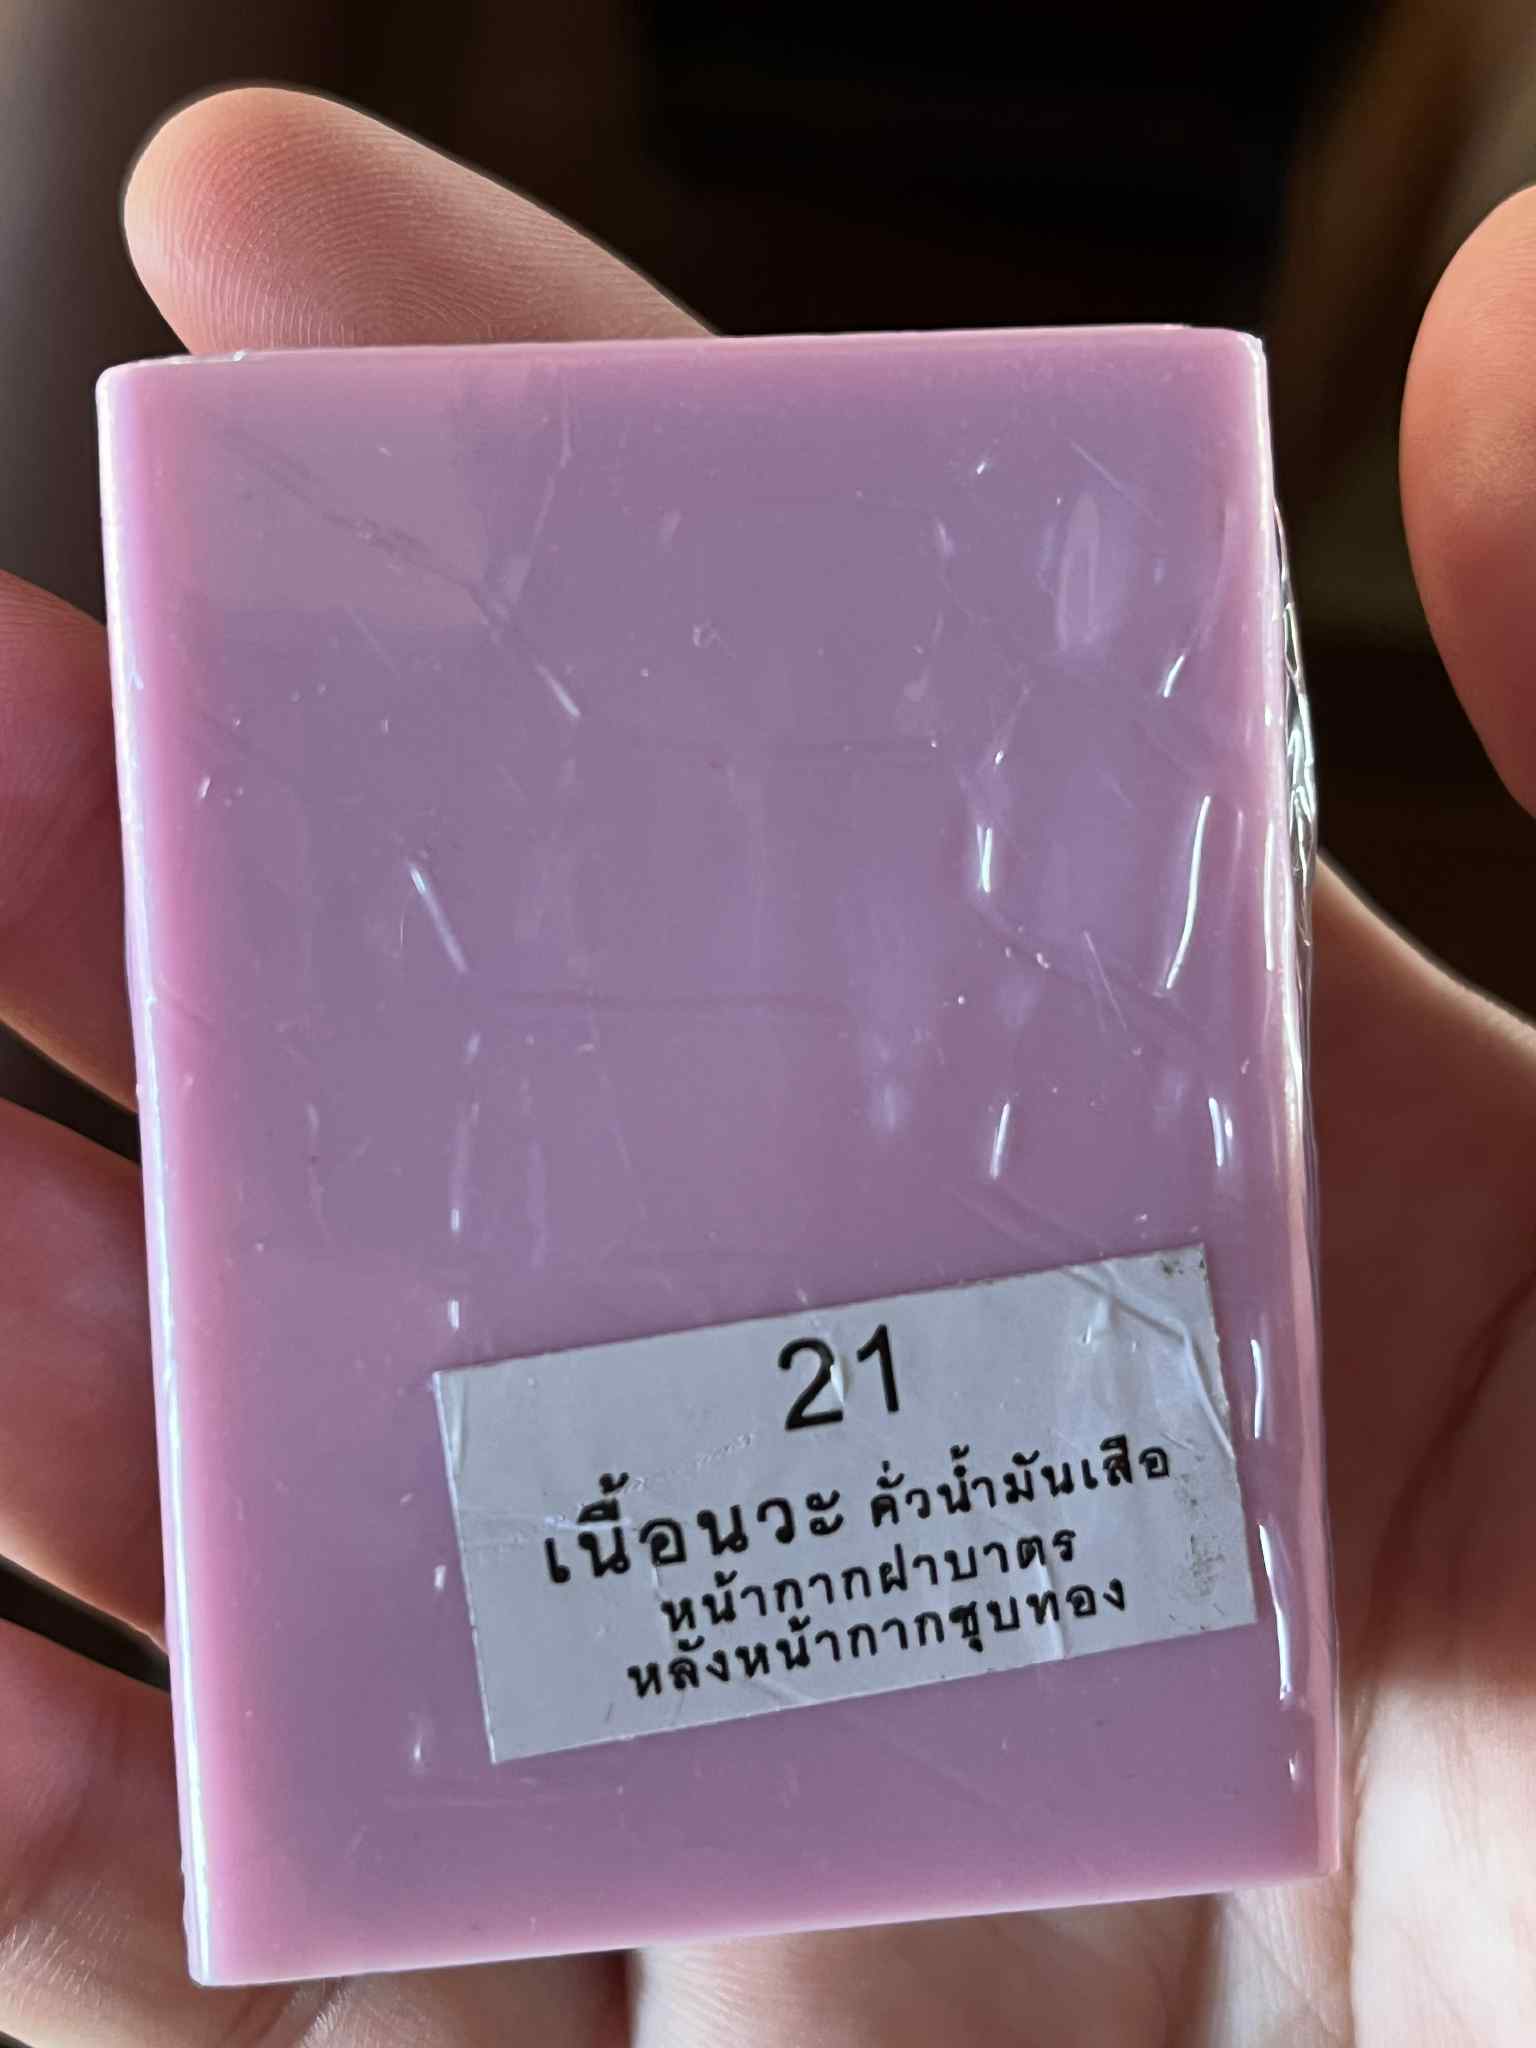 21
เนื้อนวะ คั่วน้ำมันเสือ
หน้ากากฝาบาตร
หลังหน้ากากชุบทอง